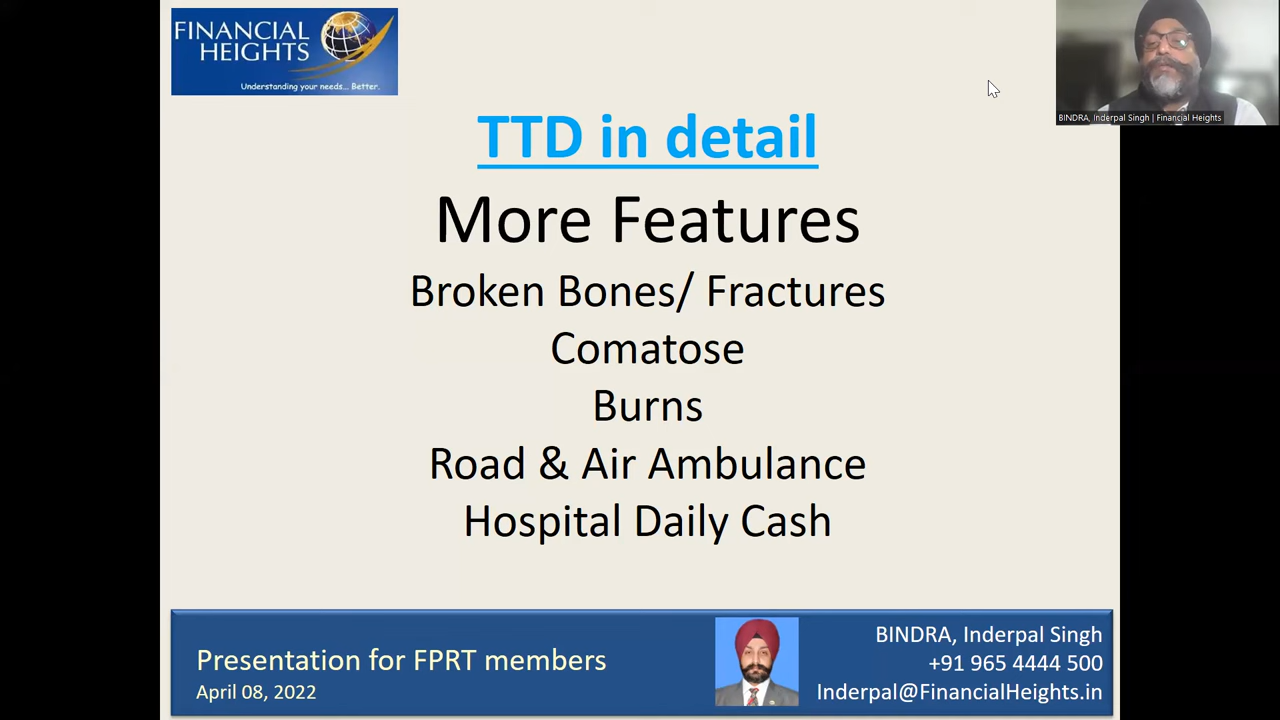 FINANCIAL
HEIGHTS
Understanding your needs... Better.
BINDRA, Inderpal Singh | Financial Heights
TTD in detail
More Features
Broken Bones/ Fractures
Comatose
Burns
Road & Air Ambulance
Hospital Daily Cash
Presentation for FPRT members
April 08, 2022
BINDRA, Inderpal Singh
+91 965 4444 500
Inderpal@FinancialHeights.in